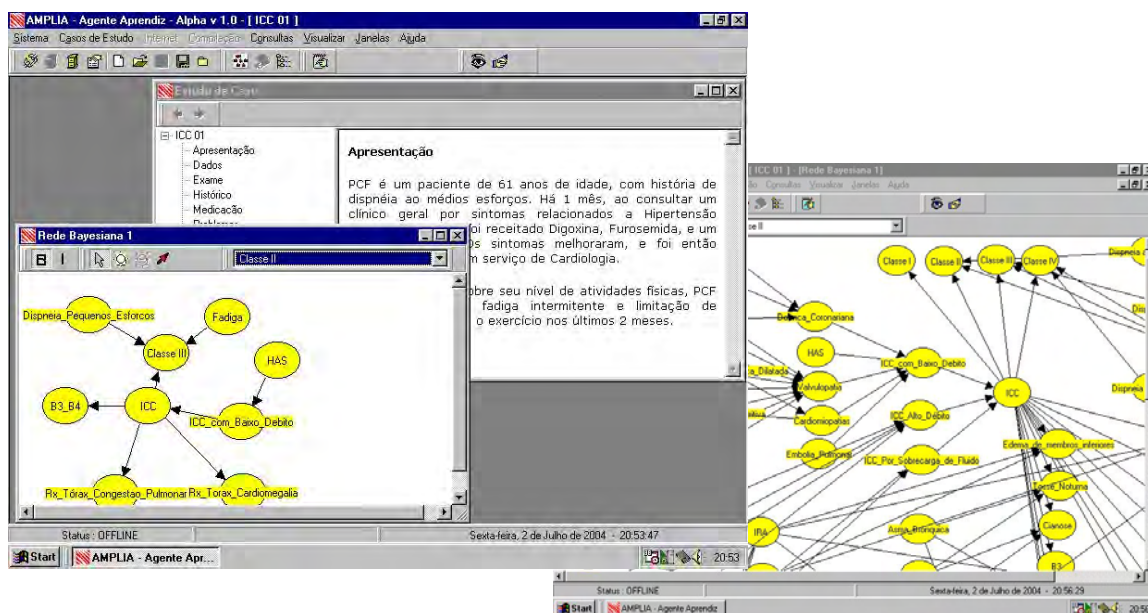 AMPLIA - Agente Aprendiz - Alpha v 1.0 - [ ICC 01 ]
Sistema Casos de Estudo Internet Compilação Consultas Visualizar Janelas Ajuda
Estudo de Caso
ICC 01
Apresentação
Dados
Exame
Histórico
Medicação
Apresentação
PCF é um paciente de 61 anos de idade, com história de
dispnéia ao médios esforços. Há 1 mês, ao consultar um
clínico geral por sintomas relacionados a Hipertensão
receitado Digoxina, Furosemida, e um
sintomas melhoraram, e foi então
serviço de Cardiologia.
sobre seu nível de atividades físicas, PCF
fadiga intermitente e limitação de
o exercício nos últimos 2 meses.
Rede Bayesiana 1
B I
Classe II
Dispneia_Pequenos_Esforcos
Fadiga
Classe III
HAS
B3_B4
ICC
ICC_com_Baixo_Debito
Rx_Tórax_Congestao_Pulmonar
Rx_Torax_Cardiomegalia
Status : OFFLINE
Sexta-feira, 2 de Julho de 2004 - 20:53:47
Start
AMPLIA - Agente Apr...
20:53
[ ICC 01 ] - [Rede Bayesiana 1]
Consultas Visualizar Janelas Ajuda
Classe I
Classe II
Classe III
Classe IV
Doenca_Coronariana
HAS
ICC_com_Baixo_Debito
Valvulopatia
ICC
Cardiomiopatias
ICC_Alto_Débito
Embolia_Pulmonar
Edema_de_membros_inferiores
ICC_Por_Sobrecarga_de_Fluido
Tosse_Noturna
IRA
Asma_Brônquica
Cianose
B3
Status : OFFLINE
Sexta-feira, 2 de Julho de 2004 - 20:56:29
Start
AMPLIA - Agente Aprendiz